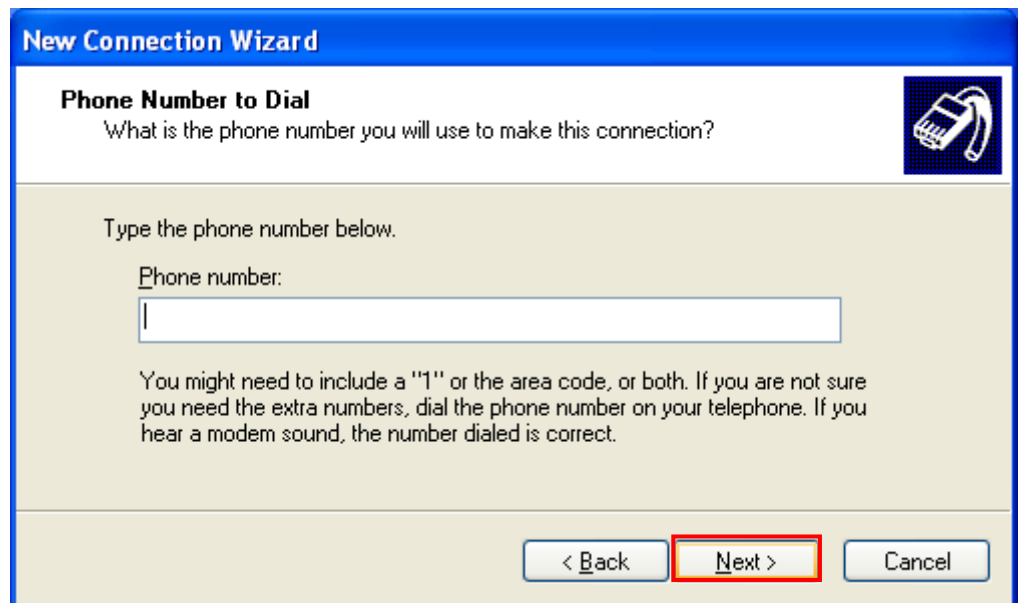 New Connection Wizard
Phone Number to Dial
What is the phone number you will use to make this connection?
Type the phone number below.
Phone number:
You might need to include a "1" or the area code, or both. If you are not sure
you need the extra numbers, dial the phone number on your telephone. If you
hear a modem sound, the number dialed is correct.
< Back Next > Cancel